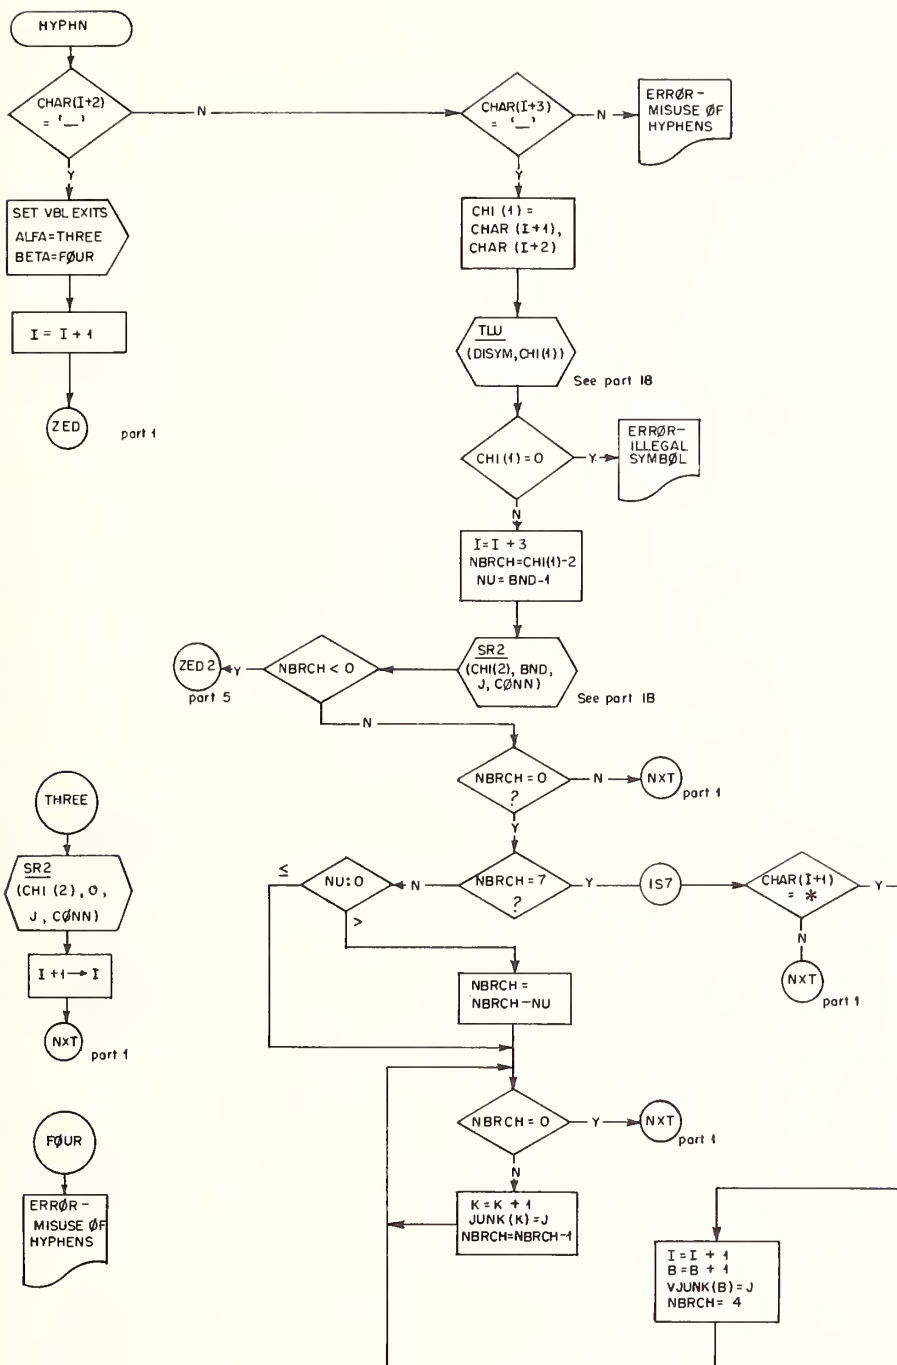 HYPHN
CHAR(I+2)
= '_'
N
CHAR(I+3)
= '_'
N
ERRØR-
MISUSE ØF
HYPHENS
Y
Y
SET VBL EXITS
ALFA=THREE
BETA=FØUR
CHI (1) =
CHAR (I+1),
CHAR (I+2)
I = I + 1
TLU
(DISYM, CHI(1))
See part 18
ZED
part 1
CHI(1)=0
Y
ERRØR-
ILLEGAL
SYMBØL
N
I=I +3
NBRCH=CHI(1)-2
NU=BND-1
ZED 2
part 5
Y
NBRCH < 0
SR2
(CHI(2), BND,
J, CØNN)
See part 1B
N
NBRCH=0
?
N
NXT
part 1
Y
THREE
SR2
(CHI (2), 0,
J, CØNN)
I +1→ I
NXT
part 1
≤
NU:0
N
NBRCH=7
?
Y
IS7
CHAR(I+1)
= *
Y
>
N
NXT
part 1
NBRCH=
NBRCH-NU
NBRCH=0
Y
NXT
part 1
N
FØUR
ERRØR-
MISUSE ØF
HYPHENS
K=K + 1
JUNK (K)=J
NBRCH=NBRCH-1
I=I + 1
B=B + 1
VJUNK(B)=J
NBRCH= 4